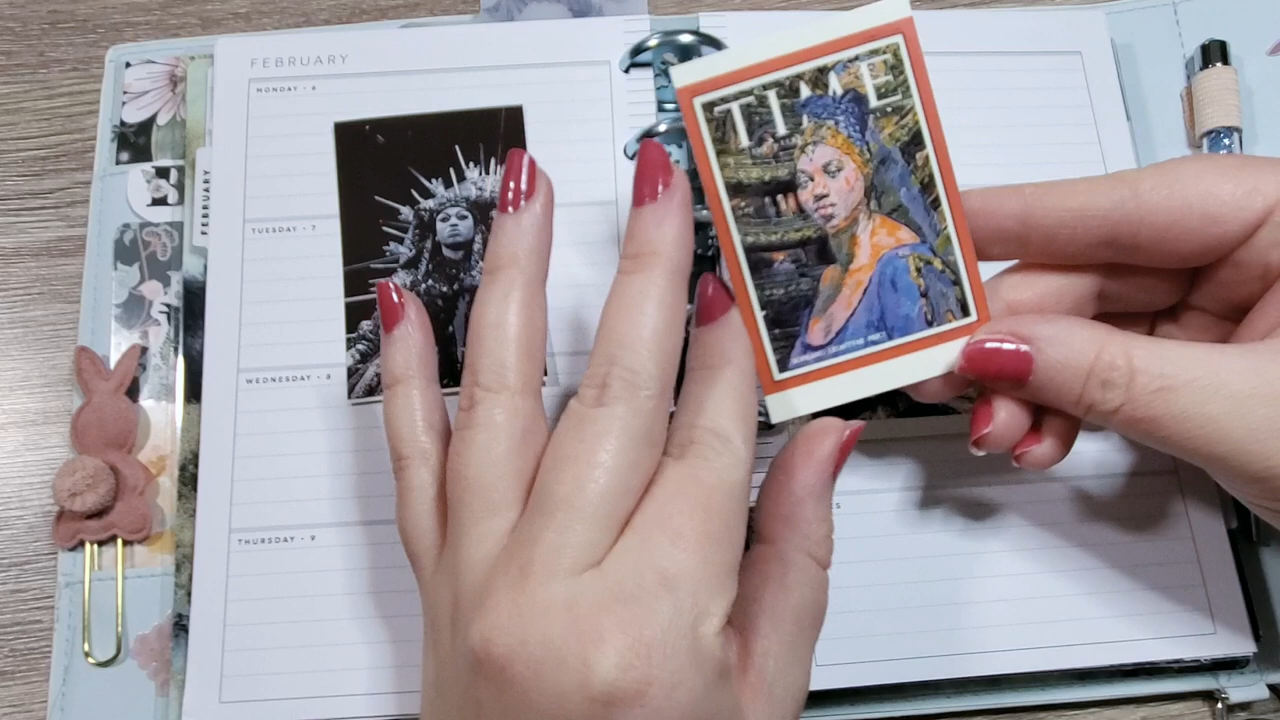 FEBRUARY
MONDAY • 6
TUESDAY • 7
WEDNESDAY • 8
THURSDAY • 9
FEBRUARY
TIME